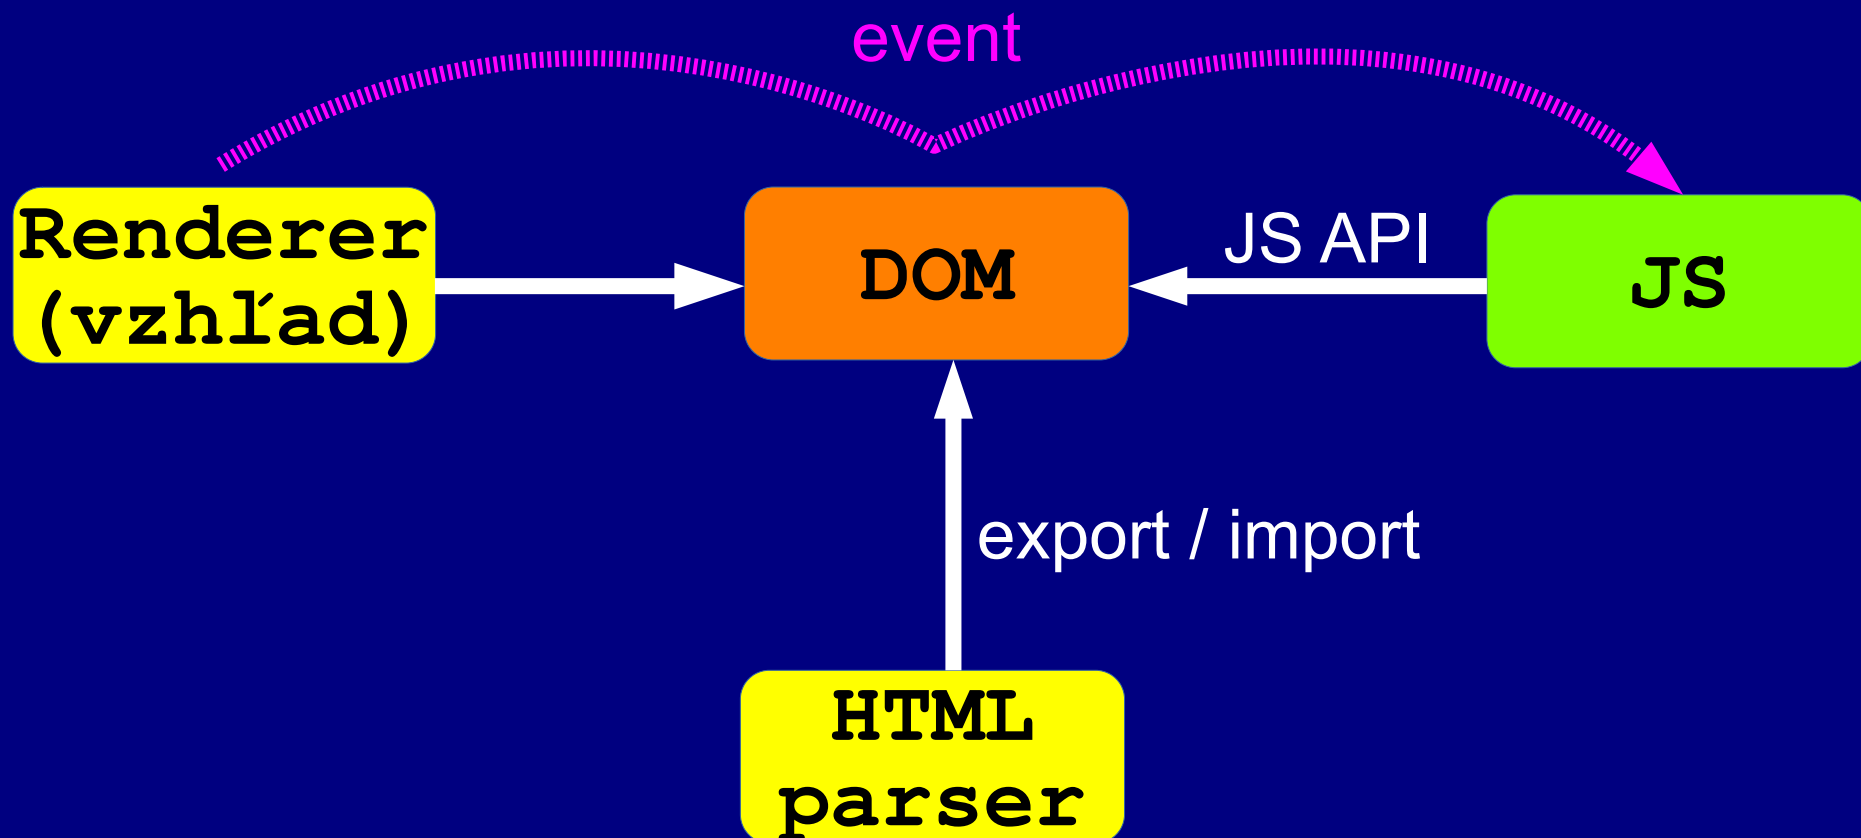 event
Renderer
(vzhľad)
DOM
JS API
JS
export / import
HTML
parser